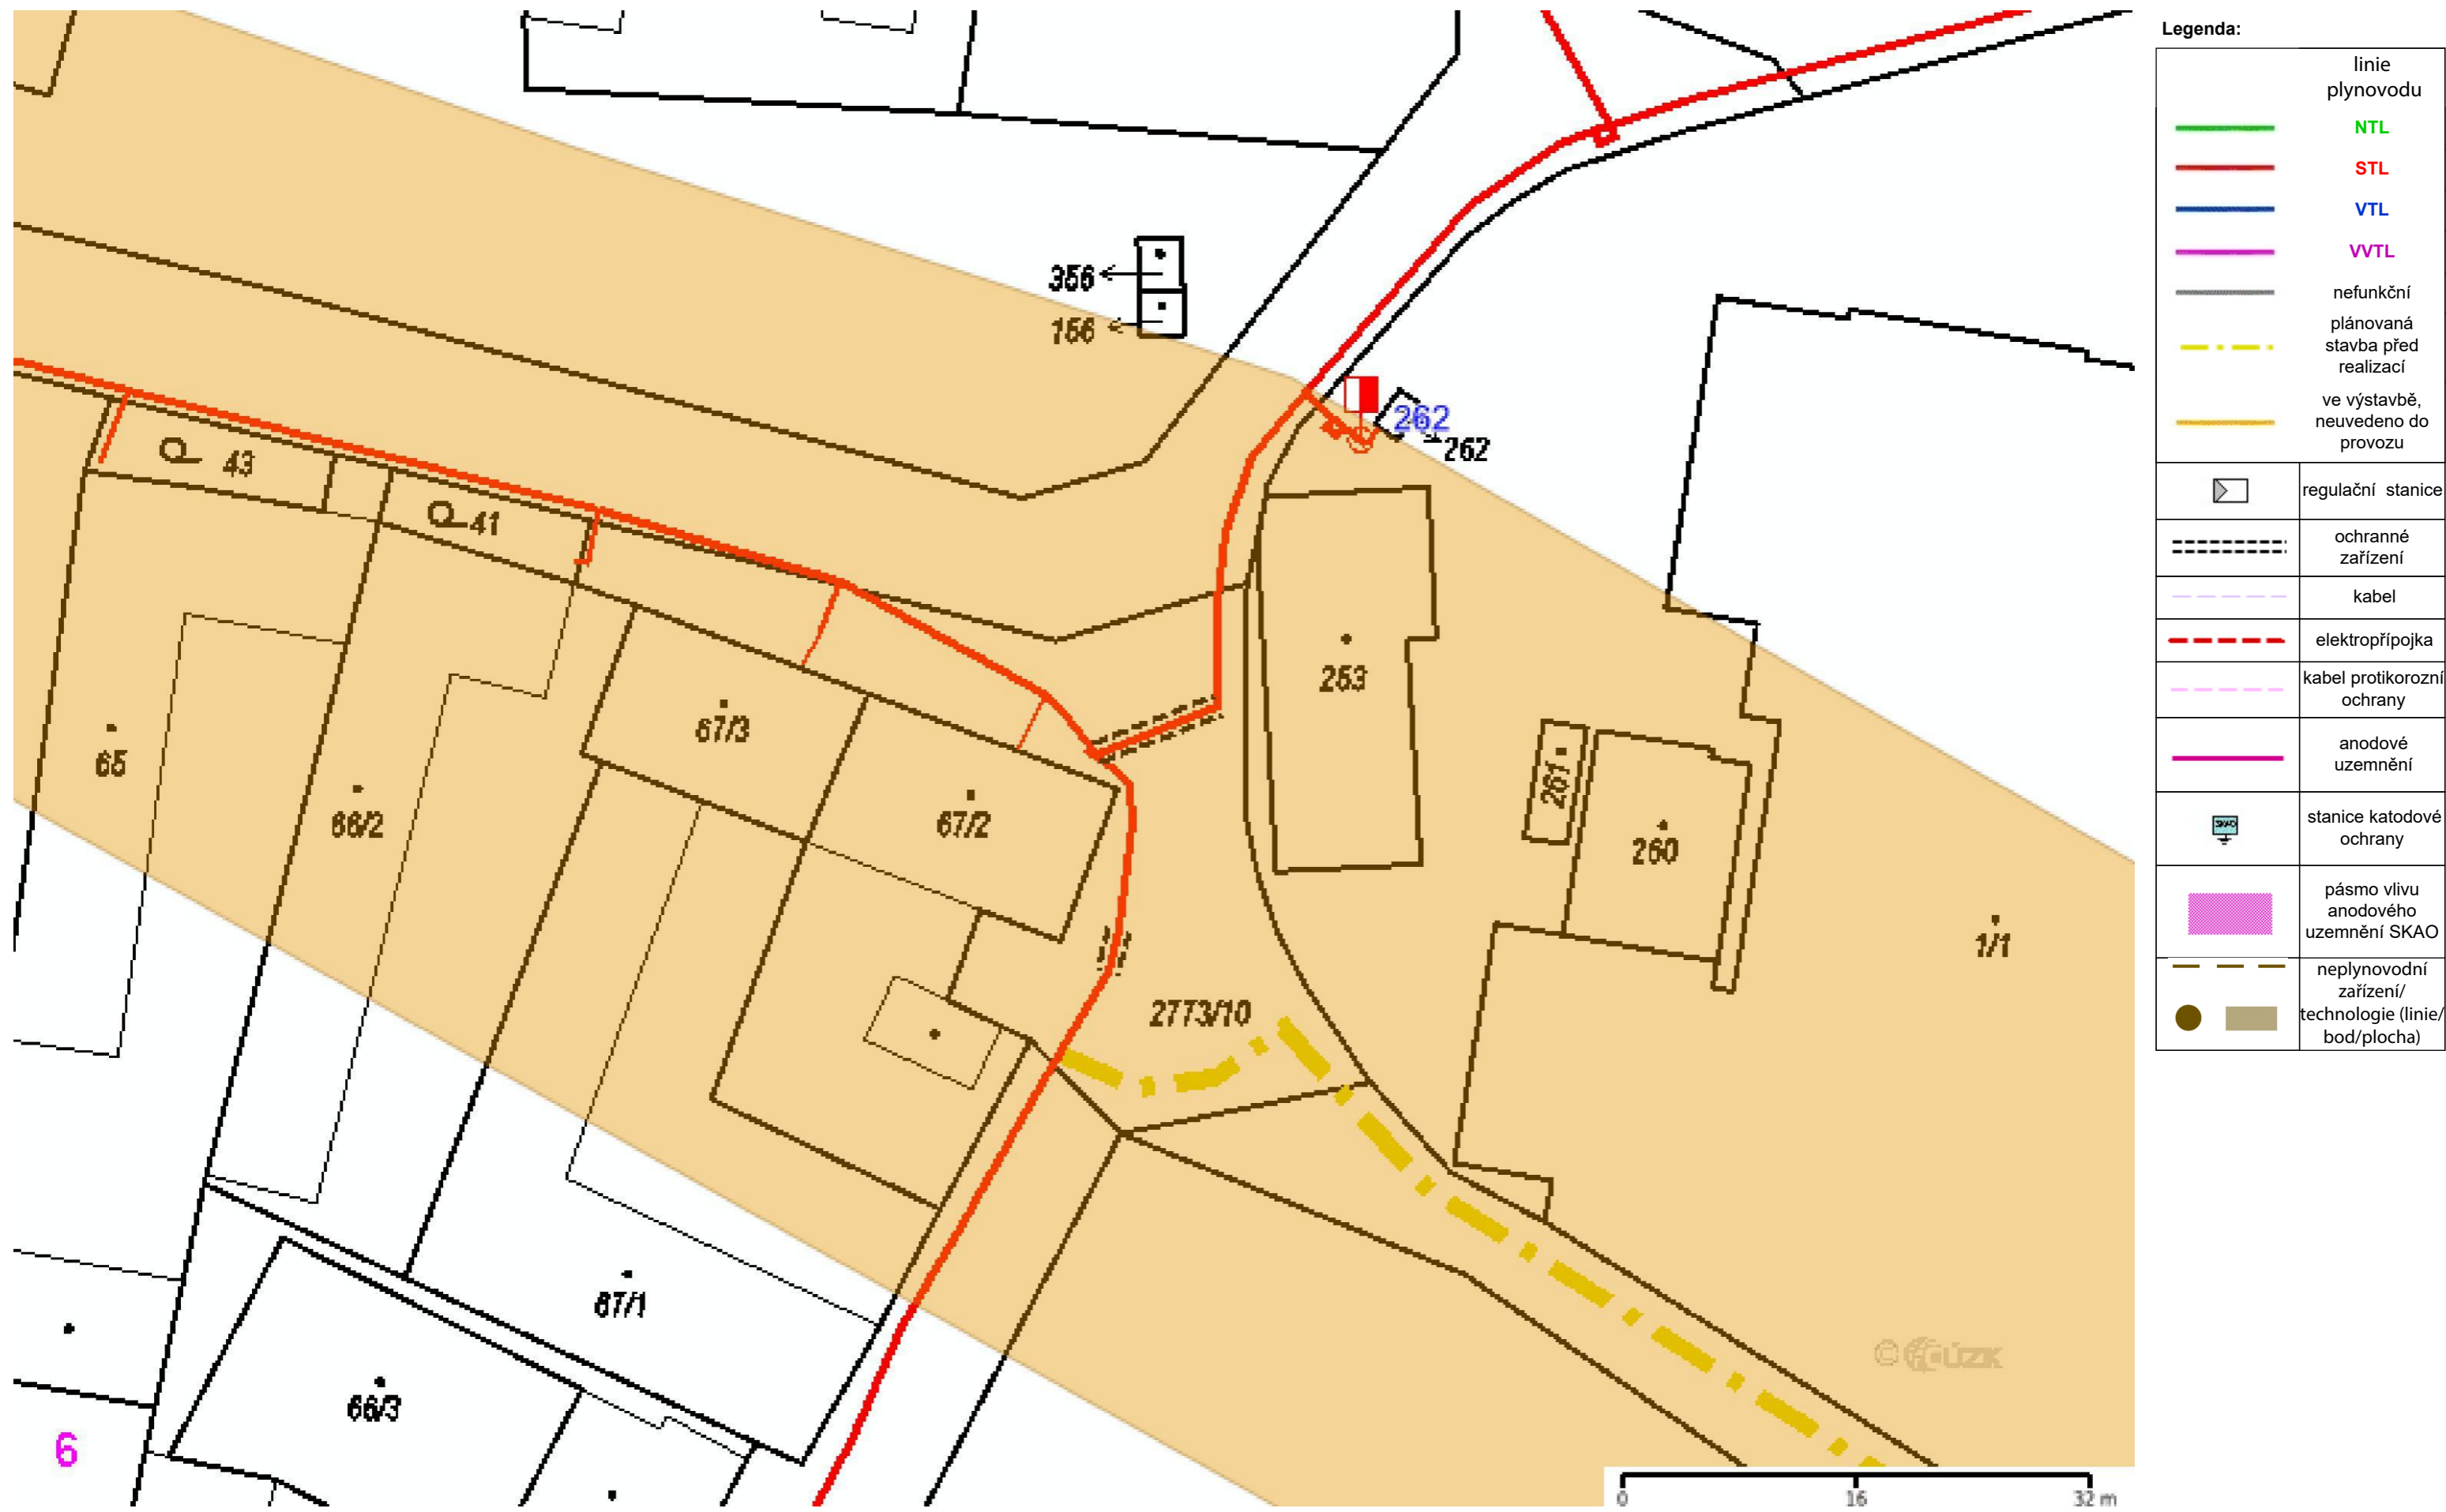 356
156
262
262
43
41
263
67/3
65
66/2
67/2
261
260
1/1
2773/10
67/1
66/3
6
0 16 32 m
Legenda:
linie
plynovodu
NTL
STL
VTL
VVTL
nefunkční
plánovaná
stavba před
realizací
ve výstavbě,
neuvedeno do
provozu
regulační stanice
ochranné
zařízení
kabel
elektropřípojka
kabel protikorozní
ochrany
anodové
uzemnění
SKAO
stanice katodové
ochrany
pásmo vlivu
anodového
uzemnění SKAO
neplynovodní
zařízení/
technologie (linie/
bod/plocha)